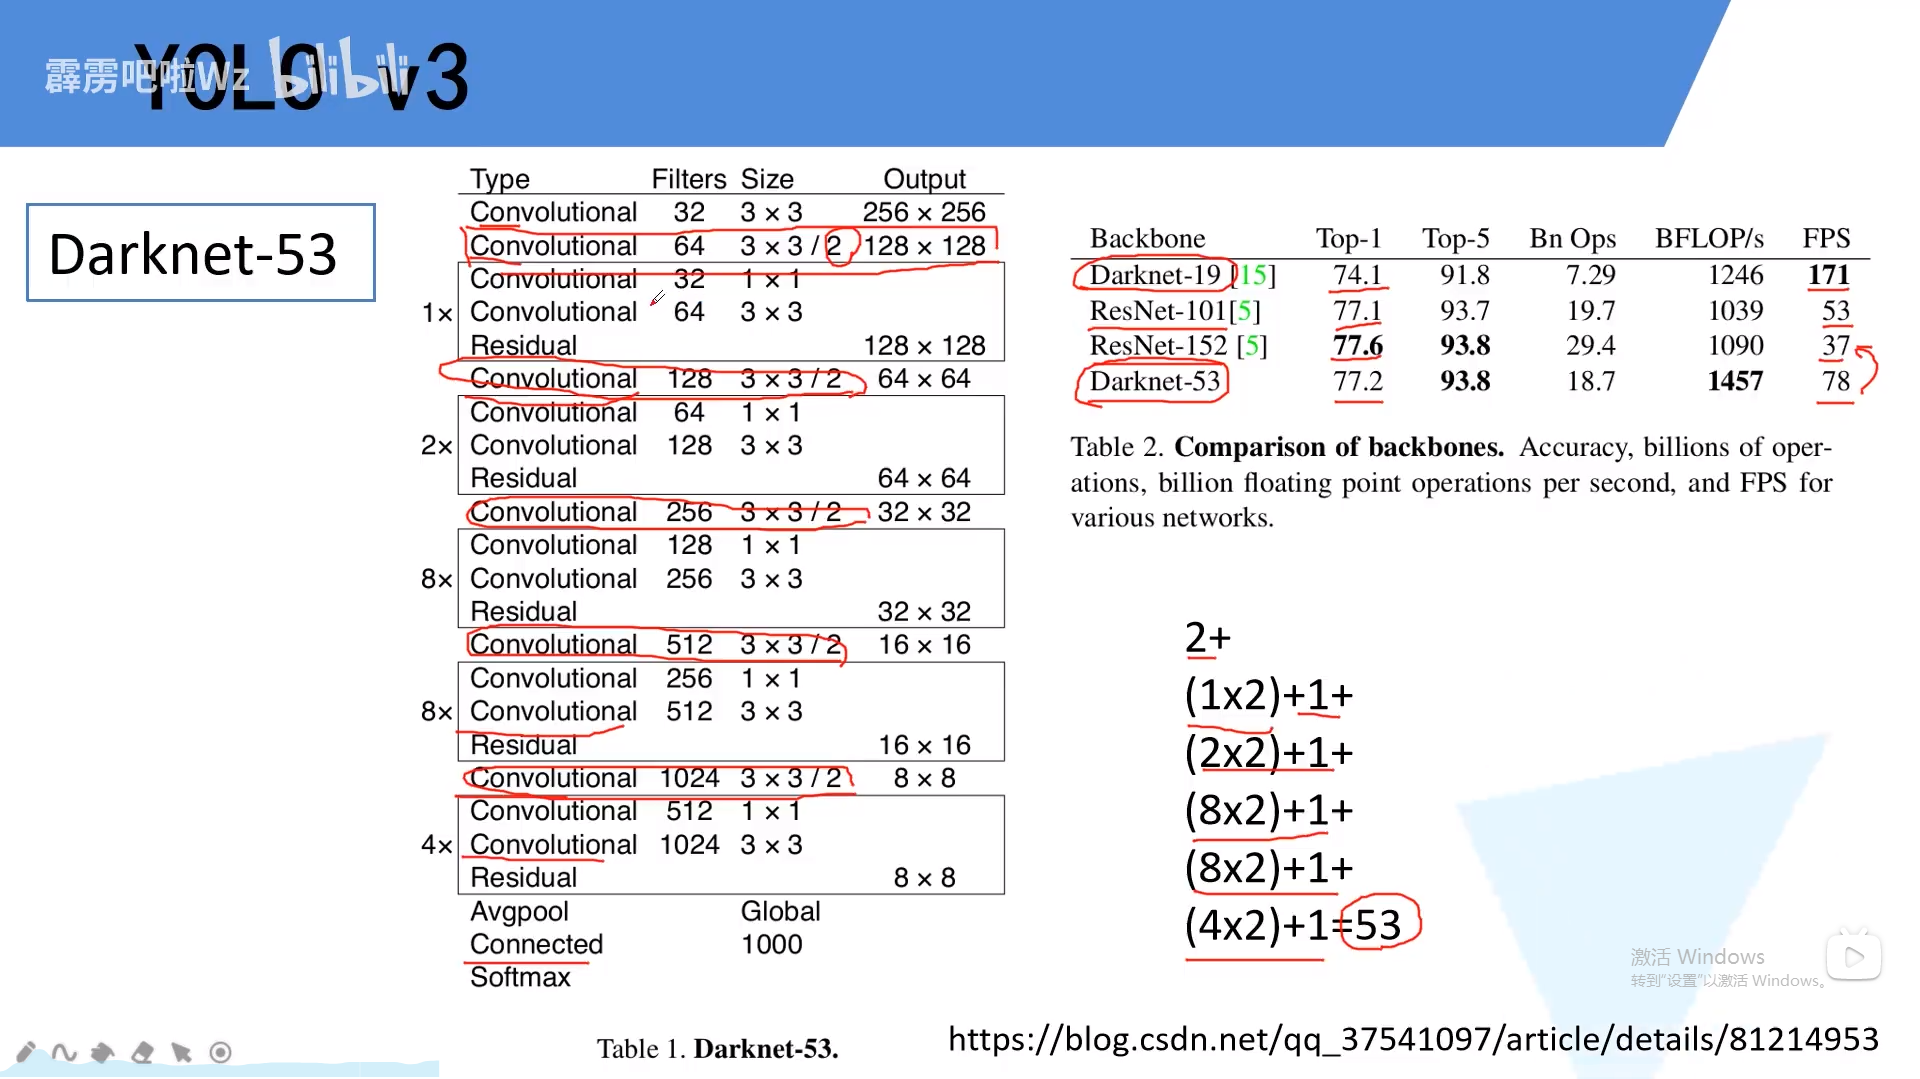 YOLO v3
霹雳吧啦Wz bilibili
Darknet-53
Type Filters Size Output
Convolutional 32 3 × 3 256 × 256
Convolutional 64 3 × 3 / 2 128 × 128
Convolutional 32 1 × 1
1× Convolutional 64 3 × 3
Residual 128 × 128
Convolutional 128 3 × 3 / 2 64 × 64
Convolutional 64 1 × 1
2× Convolutional 128 3 × 3
Residual 64 × 64
Convolutional 256 3 × 3 / 2 32 × 32
Convolutional 128 1 × 1
8× Convolutional 256 3 × 3
Residual 32 × 32
Convolutional 512 3 × 3 / 2 16 × 16
Convolutional 256 1 × 1
8× Convolutional 512 3 × 3
Residual 16 × 16
Convolutional 1024 3 × 3 / 2 8 × 8
Convolutional 512 1 × 1
4× Convolutional 1024 3 × 3
Residual 8 × 8
Avgpool Global
Connected 1000
Softmax
Table 1. Darknet-53.
Backbone Top-1 Top-5 Bn Ops BFLOP/s FPS
Darknet-19 [15] 74.1 91.8 7.29 1246 171
ResNet-101[5] 77.1 93.7 19.7 1039 53
ResNet-152 [5] 77.6 93.8 29.4 1090 37
Darknet-53 77.2 93.8 18.7 1457 78
Table 2. Comparison of backbones. Accuracy, billions of oper-
ations, billion floating point operations per second, and FPS for
various networks.
2+
(1x2)+1+
(2x2)+1+
(8x2)+1+
(8x2)+1+
(4x2)+1=53
激活 Windows
转到“设置”以激活 Windows。
https://blog.csdn.net/qq_37541097/article/details/81214953